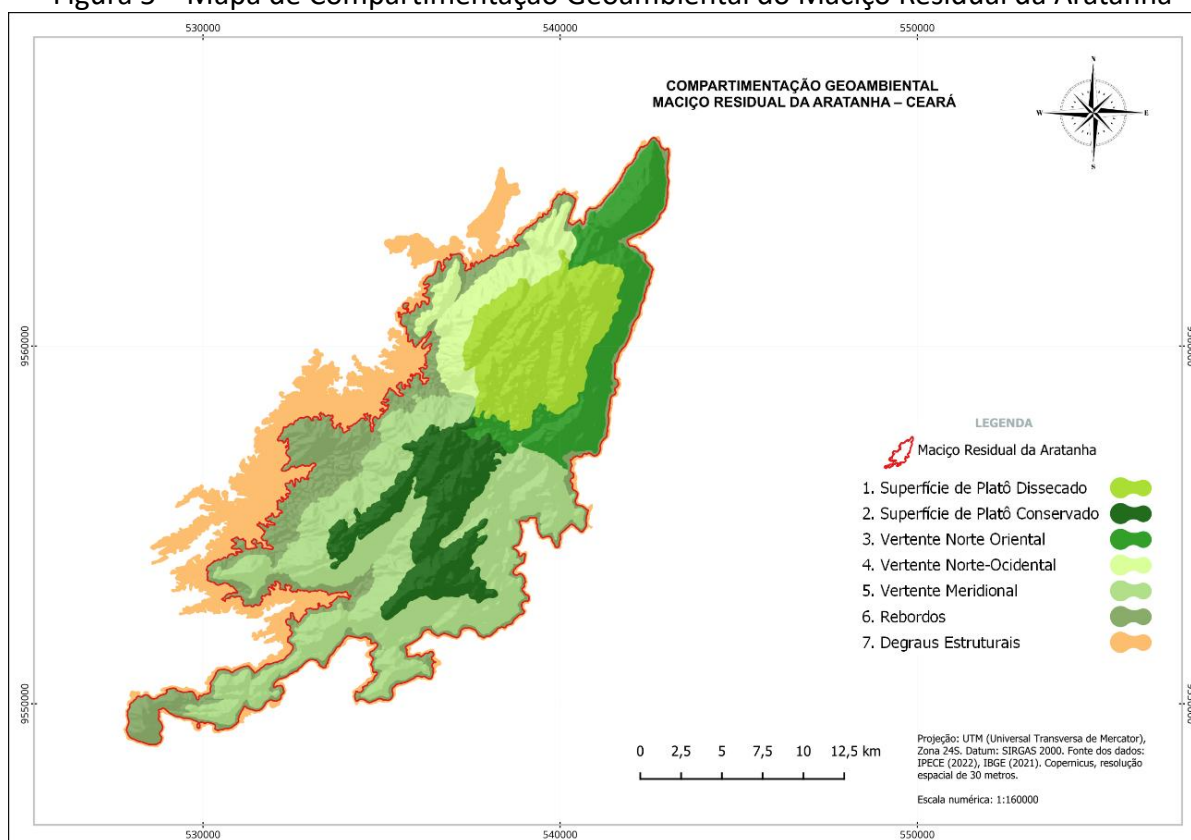 Figura 3 – Mapa de Compartimentação Geoambiental do Maciço Residual da Aratanha
530000
540000
550000
COMPARTIMENTAÇÃO GEOAMBIENTAL
MACIÇO RESIDUAL DA ARATANHA – CEARÁ
N
W
E
S
9560000
9560000
LEGENDA
Maciço Residual da Aratanha
1. Superfície de Platô Dissecado
2. Superfície de Platô Conservado
3. Vertente Norte Oriental
4. Vertente Norte-Ocidental
5. Vertente Meridional
6. Rebordos
7. Degraus Estruturais
9550000
9550000
0 2,5 5 7,5 10 12,5 km
Projeção: UTM (Universal Transversa de Mercator),
Zona 24S. Datum: SIRGAS 2000. Fonte dos dados:
IPECE (2022), IBGE (2021). Copernicus, resolução
espacial de 30 metros.
Escala numérica: 1:160000
530000
540000
550000